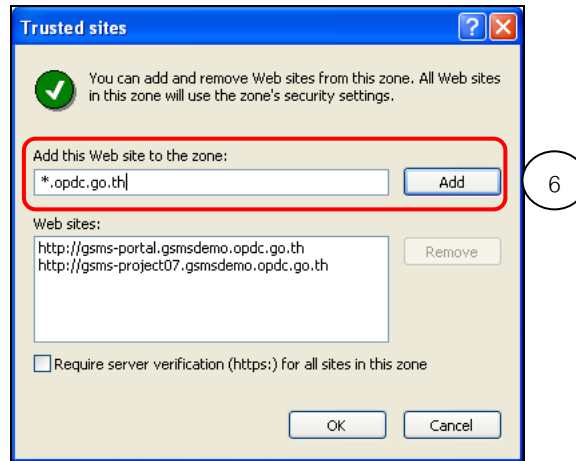 Trusted sites
You can add and remove Web sites from this zone. All Web sites
in this zone will use the zone's security settings.
Add this Web site to the zone:
*.opdc.go.th
Add
6
Web sites:
http://gsms-portal.gsmsdemo.opdc.go.th
http://gsms-project07.gsmsdemo.opdc.go.th
Remove
Require server verification (https:) for all sites in this zone
OK
Cancel